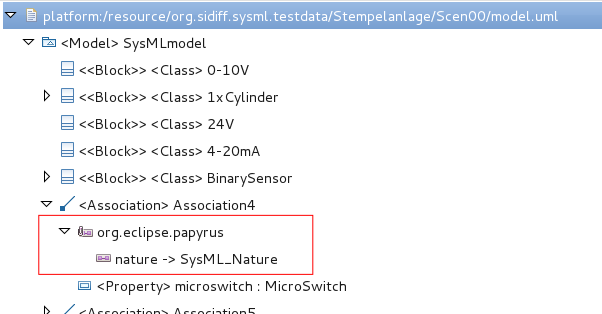 platform:/resource/org.sidiff.sysml.testdata/Stempelanlage/Scen00/model.uml
<Model> SysMLmodel
<<Block>> <Class> 0-10V
<<Block>> <Class> 1xCylinder
<<Block>> <Class> 24V
<<Block>> <Class> 4-20mA
<<Block>> <Class> BinarySensor
<Association> Association4
org.eclipse.papyrus
nature -> SysML_Nature
<Property> microswitch : MicroSwitch
<Association> Association5